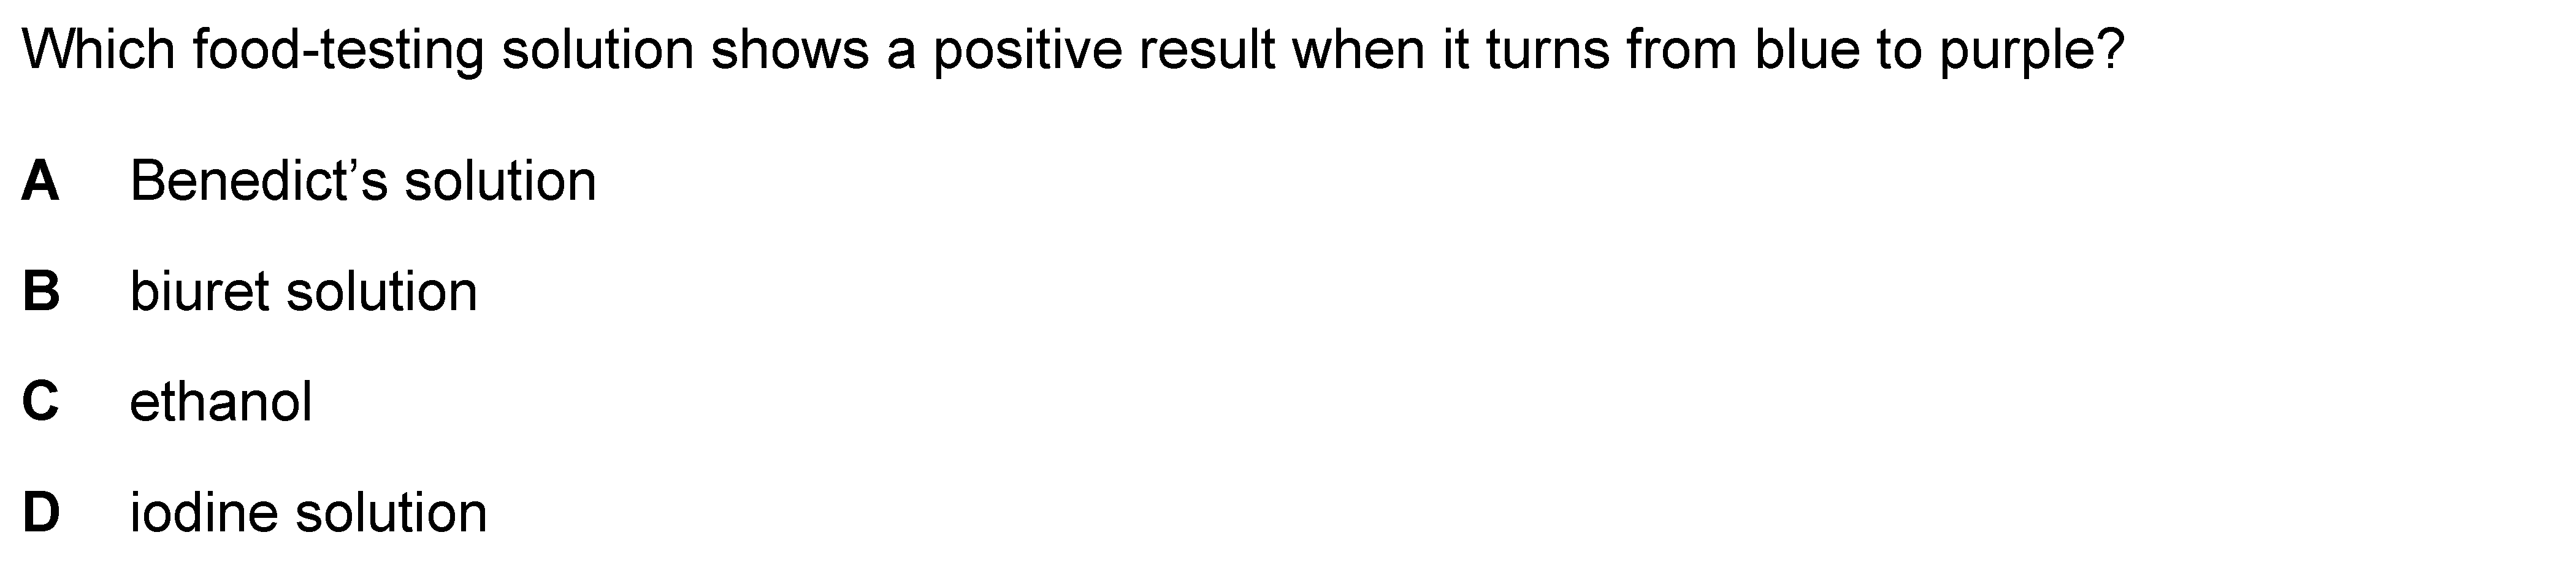 Which food-testing solution shows a positive result when it turns from blue to purple?
A Benedict’s solution
B biuret solution
C ethanol
D iodine solution